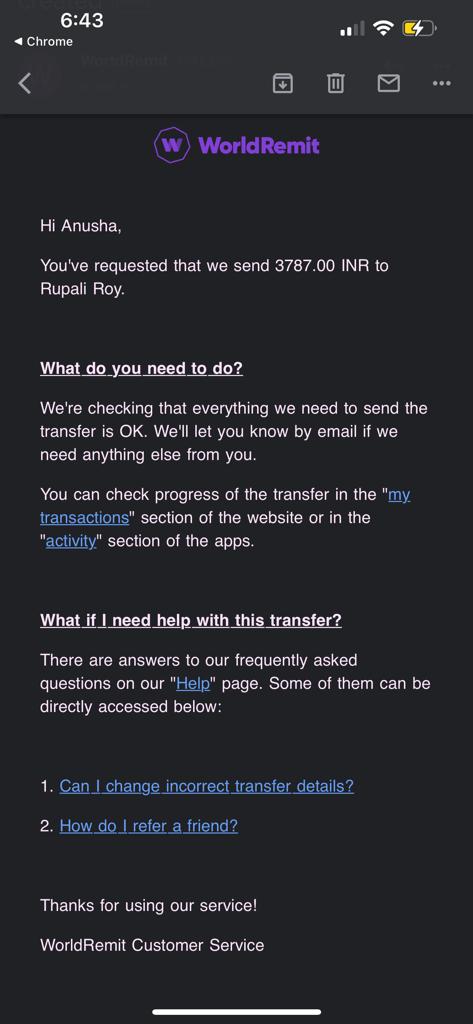 6:43
◀ Chrome
WorldRemit
W WorldRemit
Hi Anusha,
You've requested that we send 3787.00 INR to
Rupali Roy.
What do you need to do?
We're checking that everything we need to send the
transfer is OK. We'll let you know by email if we
need anything else from you.
You can check progress of the transfer in the "my
transactions" section of the website or in the
"activity" section of the apps.
What if I need help with this transfer?
There are answers to our frequently asked
questions on our "Help" page. Some of them can be
directly accessed below:
1. Can I change incorrect transfer details?
2. How do I refer a friend?
Thanks for using our service!
WorldRemit Customer Service